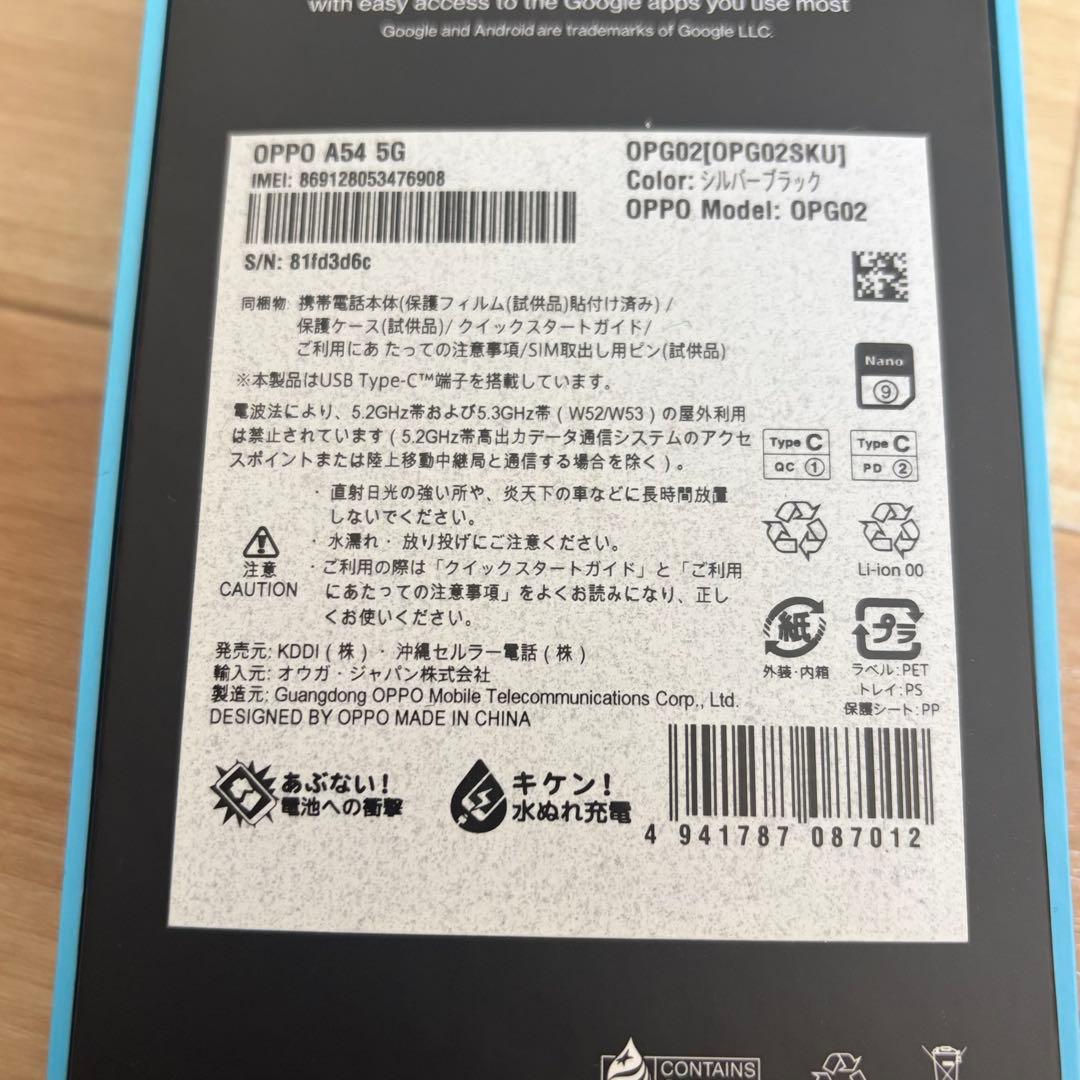 with easy access to the Google apps you use most
Google and Android are trademarks of Google LLC.
OPPO A54 5G
OPG02[OPG02SKU]
IMEI: 869128053476908
Color: シルバーブラック
OPPO Model: OPG02
S/N: 81fd3d6c
同梱物: 携帯電話本体(保護フィルム(試供品)貼付け済み) /
保護ケース(試供品)/ クイックスタートガイド/
ご利用にあ たっての注意事項/SIM取出し用ピン(試供品)
※本製品はUSB Type-C™端子を搭載しています。
Nano
⑨
電波法により、5.2GHz帯および5.3GHz帯(W52/W53)の屋外利用
は禁止されています(5.2GHz帯高出力データ通信システムのアクセ
スポイントまたは陸上移動中継局と通信する場合を除く)。
Type C
QC ①
Type C
PD ②
・直射日光の強い所や、炎天下の車などに長時間放置
しないでください。
・水濡れ・放り投げにご注意ください。
・ご利用の際は「クイックスタートガイド」と「ご利用
にあたっての注意事項」をよくお読みになり、正し
くお使いください。
注意
CAUTION
Li-ion 00
紙
外装・内箱
プラ
ラベル:PET
トレイ:PS
保護シート:PP
発売元: KDDI(株)・沖縄セルラー電話(株)
輸入元: オウガ・ジャパン株式会社
製造元: Guangdong OPPO Mobile Telecommunications Corp., Ltd.
DESIGNED BY OPPO MADE IN CHINA
あぶない!
電池への衝撃
キケン!
水ぬれ充電
4 941787 087012
CONTAINS